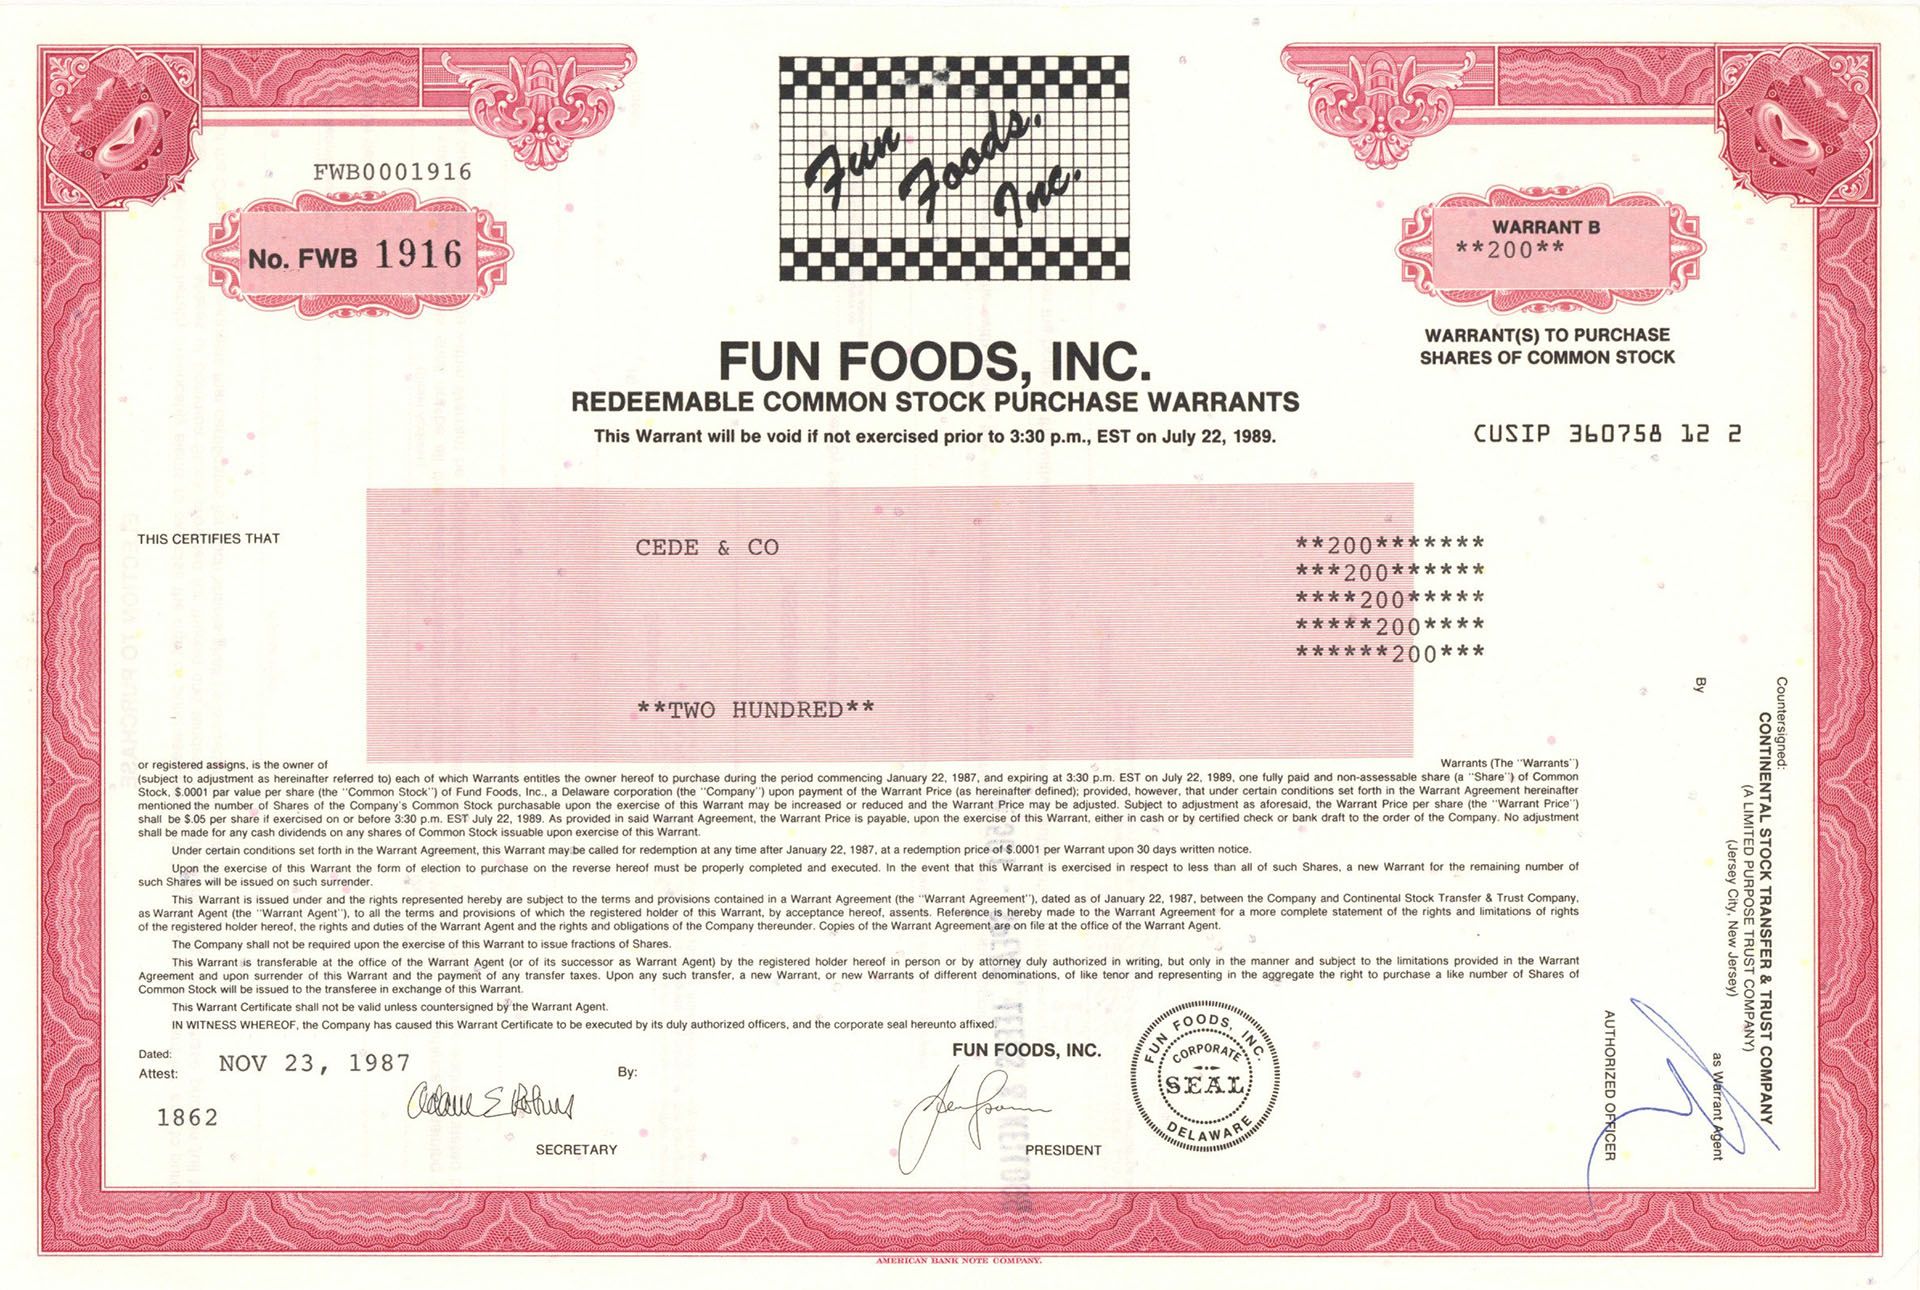 FWB0001916
No. FWB 1916
Fun
Foods,
Inc.
WARRANT B
**200**
WARRANT(S) TO PURCHASE
SHARES OF COMMON STOCK
FUN FOODS, INC.
REDEEMABLE COMMON STOCK PURCHASE WARRANTS
This Warrant will be void if not exercised prior to 3:30 p.m., EST on July 22, 1989.
CUSIP 360758 12 2
THIS CERTIFIES THAT
CEDE & CO
**200*******
***200******
****200*****
*****200****
******200***
**TWO HUNDRED**
or registered assigns, is the owner of Warrants (The "Warrants")
(subject to adjustment as hereinafter referred to) each of which Warrants entitles the owner hereof to purchase during the period commencing January 22, 1987, and expiring at 3:30 p.m. EST on July 22, 1989, one fully paid and non-assessable share (a "Share") of Common
Stock, $.0001 par value per share (the "Common Stock") of Fund Foods, Inc., a Delaware corporation (the "Company") upon payment of the Warrant Price (as hereinafter defined); provided, however, that under certain conditions set forth in the Warrant Agreement hereinafter
mentioned the number of Shares of the Company's Common Stock purchasable upon the exercise of this Warrant may be increased or reduced and the Warrant Price may be adjusted. Subject to adjustment as aforesaid, the Warrant Price per share (the "Warrant Price")
shall be $.05 per share if exercised on or before 3:30 p.m. EST July 22, 1989. As provided in said Warrant Agreement, the Warrant Price is payable, upon the exercise of this Warrant, either in cash or by certified check or bank draft to the order of the Company. No adjustment
shall be made for any cash dividends on any shares of Common Stock issuable upon exercise of this Warrant.
Under certain conditions set forth in the Warrant Agreement, this Warrant may be called for redemption at any time after January 22, 1987, at a redemption price of $.0001 per Warrant upon 30 days written notice.
Upon the exercise of this Warrant the form of election to purchase on the reverse hereof must be properly completed and executed. In the event that this Warrant is exercised in respect to less than all of such Shares, a new Warrant for the remaining number of
such Shares will be issued on such surrender.
This Warrant is issued under and the rights represented hereby are subject to the terms and provisions contained in a Warrant Agreement (the "Warrant Agreement"), dated as of January 22, 1987, between the Company and Continental Stock Transfer & Trust Company,
as Warrant Agent (the "Warrant Agent"), to all the terms and provisions of which the registered holder of this Warrant, by acceptance hereof, assents. Reference is hereby made to the Warrant Agreement for a more complete statement of the rights and limitations of rights
of the registered holder hereof, the rights and duties of the Warrant Agent and the rights and obligations of the Company thereunder. Copies of the Warrant Agreement are on file at the office of the Warrant Agent.
The Company shall not be required upon the exercise of this Warrant to issue fractions of Shares.
This Warrant is transferable at the office of the Warrant Agent (or of its successor as Warrant Agent) by the registered holder hereof in person or by attorney duly authorized in writing, but only in the manner and subject to the limitations provided in the Warrant
Agreement and upon surrender of this Warrant and the payment of any transfer taxes. Upon any such transfer, a new Warrant, or new Warrants of different denominations, of like tenor and representing in the aggregate the right to purchase a like number of Shares of
Common Stock will be issued to the transferee in exchange of this Warrant.
This Warrant Certificate shall not be valid unless countersigned by the Warrant Agent.
IN WITNESS WHEREOF, the Company has caused this Warrant Certificate to be executed by its duly authorized officers, and the corporate seal hereunto affixed.
Dated: NOV 23, 1987
Attest:
1862
SECRETARY
FUN FOODS, INC.
By:
PRESIDENT
FUN FOODS, INC.
CORPORATE
SEAL
DELAWARE
Countersigned:
CONTINENTAL STOCK TRANSFER & TRUST COMPANY
(A LIMITED PURPOSE TRUST COMPANY)
(Jersey City, New Jersey)
as Warrant Agent
By
AUTHORIZED OFFICER
AMERICAN BANK NOTE COMPANY.